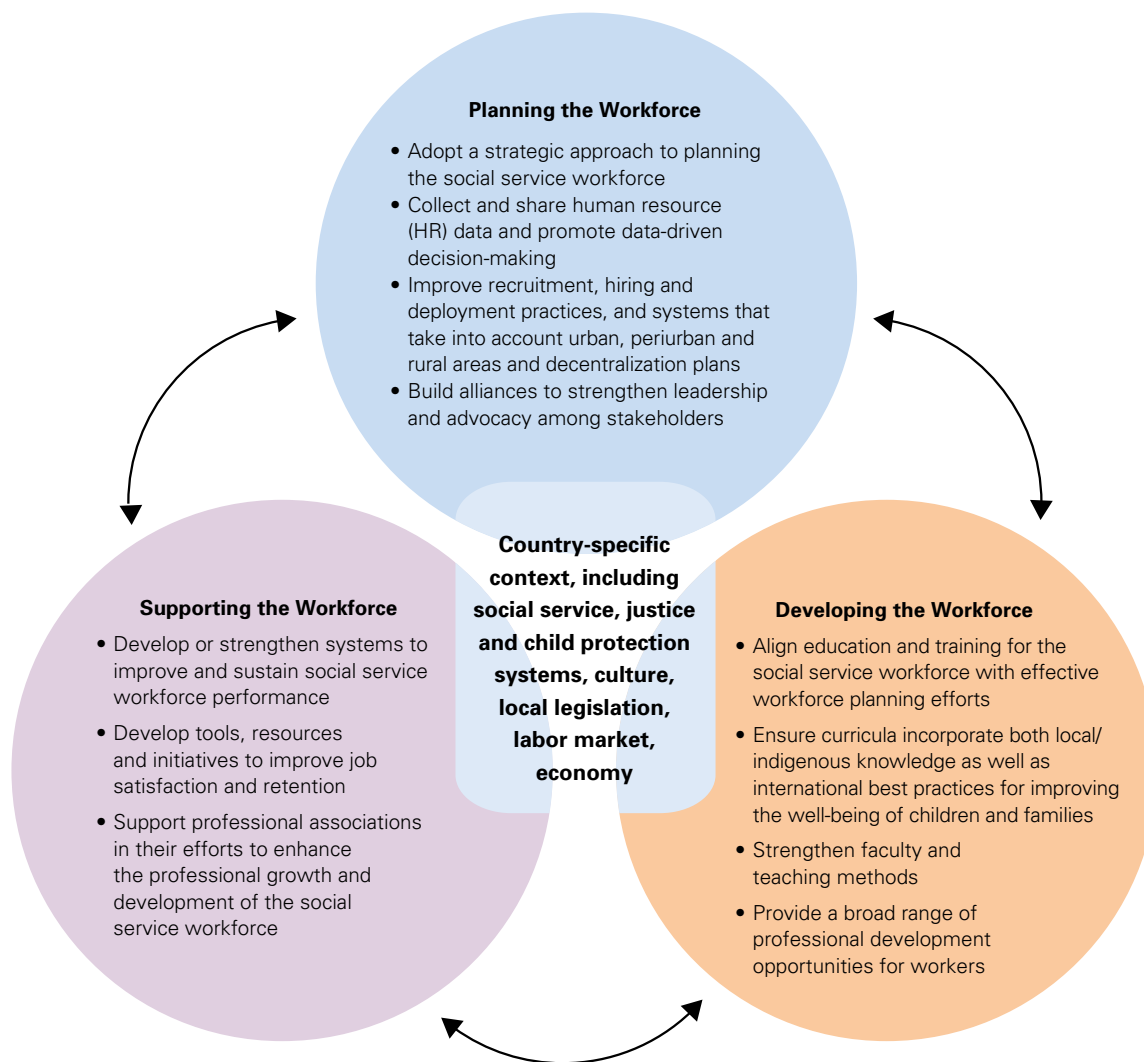 Planning the Workforce
• Adopt a strategic approach to planning
the social service workforce
• Collect and share human resource
(HR) data and promote data-driven
decision-making
• Improve recruitment, hiring and
deployment practices, and systems that
take into account urban, periurban and
rural areas and decentralization plans
• Build alliances to strengthen leadership
and advocacy among stakeholders
Country-specific
context, including
social service, justice
and child protection
systems, culture,
local legislation,
labor market,
economy
Supporting the Workforce
• Develop or strengthen systems to
improve and sustain social service
workforce performance
• Develop tools, resources
and initiatives to improve job
satisfaction and retention
• Support professional associations
in their efforts to enhance
the professional growth and
development of the social
service workforce
Developing the Workforce
• Align education and training for the
social service workforce with effective
workforce planning efforts
• Ensure curricula incorporate both local/
indigenous knowledge as well as
international best practices for improving
the well-being of children and families
• Strengthen faculty and
teaching methods
• Provide a broad range of
professional development
opportunities for workers